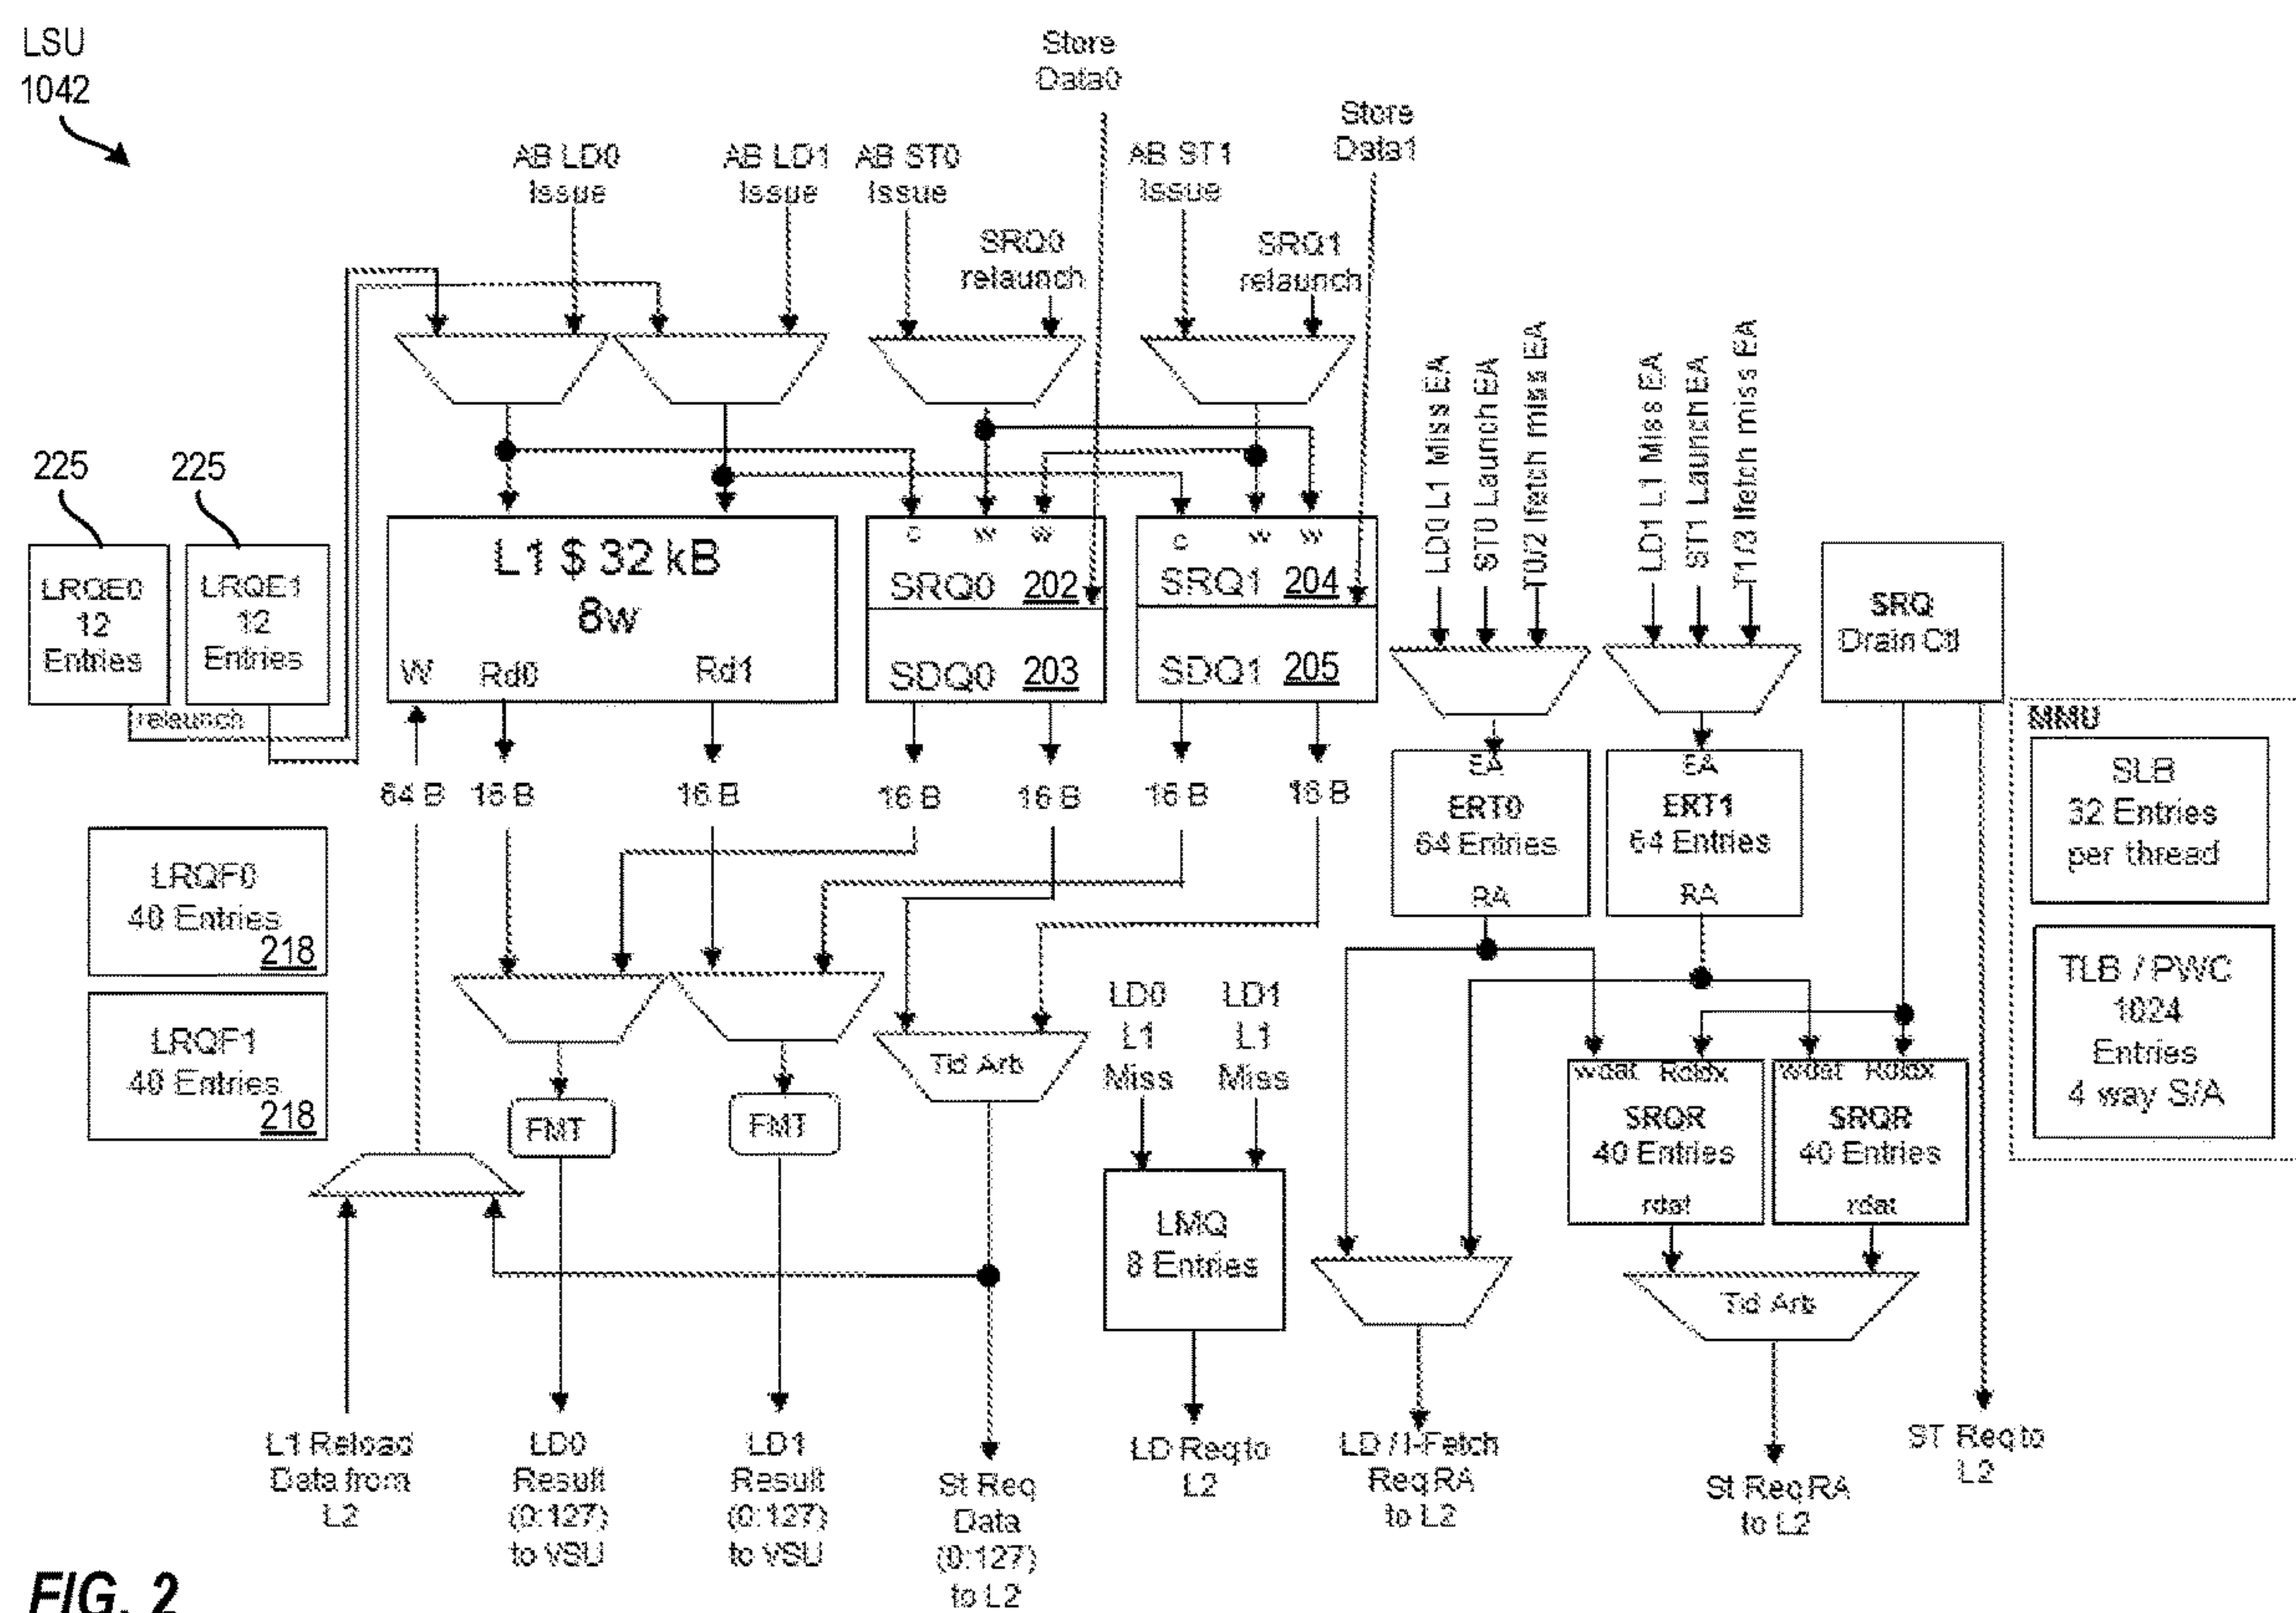 LSU
1042
Store
Data0
Store
Data1
AB LD0
Issue
AB LD1
Issue
AB ST0
Issue
AB ST1
Issue
SRQ0
relaunch
SRQ1
relaunch
LD0 L1 Miss EA
ST0 Launch EA
T0/2 Ifetch miss EA
LD1 L1 Miss EA
ST1 Launch EA
T1/3 Ifetch miss EA
225
225
LRQE0
12
Entries
LRQE1
12
Entries
relaunch
L1 $ 32 kB
8w
W
Rd0
Rd1
c
w
w
SRQ0 202
SDQ0 203
c
w
w
SRQ1 204
SDQ1 205
SRQ
Drain Ctl
MMU
SLB
32 Entries
per thread
TLB / PWC
1024
Entries
4 way S/A
64 B
16 B
16 B
16 B
16 B
16 B
16 B
EA
ERT0
64 Entries
RA
EA
ERT1
64 Entries
RA
LRQF0
40 Entries
218
LRQF1
40 Entries
218
FMT
FMT
Tid Arb
LD0
L1
Miss
LD1
L1
Miss
LMQ
8 Entries
wdat
Rdidx
SRQR
40 Entries
rdat
wdat
Rdidx
SRQR
40 Entries
rdat
Tid Arb
L1 Reload
Data from
L2
LD0
Result
(0:127)
to VSU
LD1
Result
(0:127)
to VSU
St Req
Data
(0:127)
to L2
LD Req to
L2
LD / I-Fetch
Req RA
to L2
St Req RA
to L2
ST Req to
L2
FIG. 2